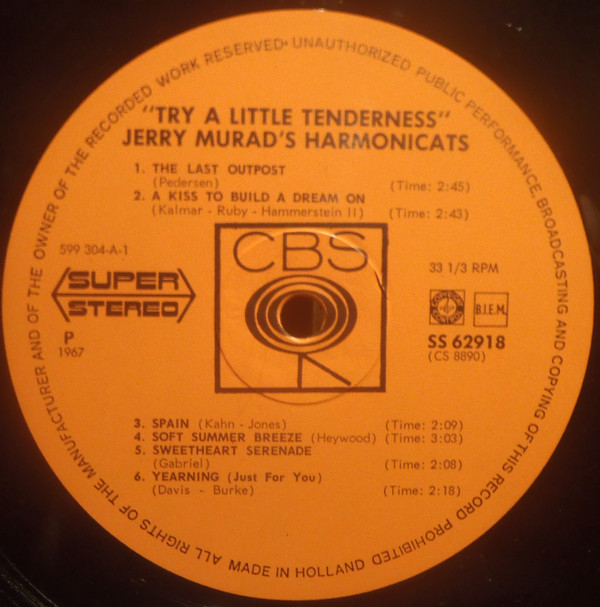 ALL RIGHTS OF THE MANUFACTURER AND OF THE OWNER OF THE RECORDED WORK RESERVED · UNAUTHORIZED PUBLIC PERFORMANCE, BROADCASTING AND COPYING OF THIS RECORD PROHIBITED
"TRY A LITTLE TENDERNESS"
JERRY MURAD'S HARMONICATS
1. THE LAST OUTPOST
(Pedersen) (Time: 2:45)
2. A KISS TO BUILD A DREAM ON
(Kalmar - Ruby - Hammerstein II) (Time: 2:43)
CBS
599 304-A-1
33 1/3 RPM
SUPER
STEREO
B.I.E.M.
P
1967
SS 62918
(CS 8890)
3. SPAIN (Kahn - Jones) (Time: 2:09)
4. SOFT SUMMER BREEZE (Heywood) (Time: 3:03)
5. SWEETHEART SERENADE
(Gabriel) (Time: 2:08)
6. YEARNING (Just For You)
(Davis - Burke) (Time: 2:18)
MADE IN HOLLAND